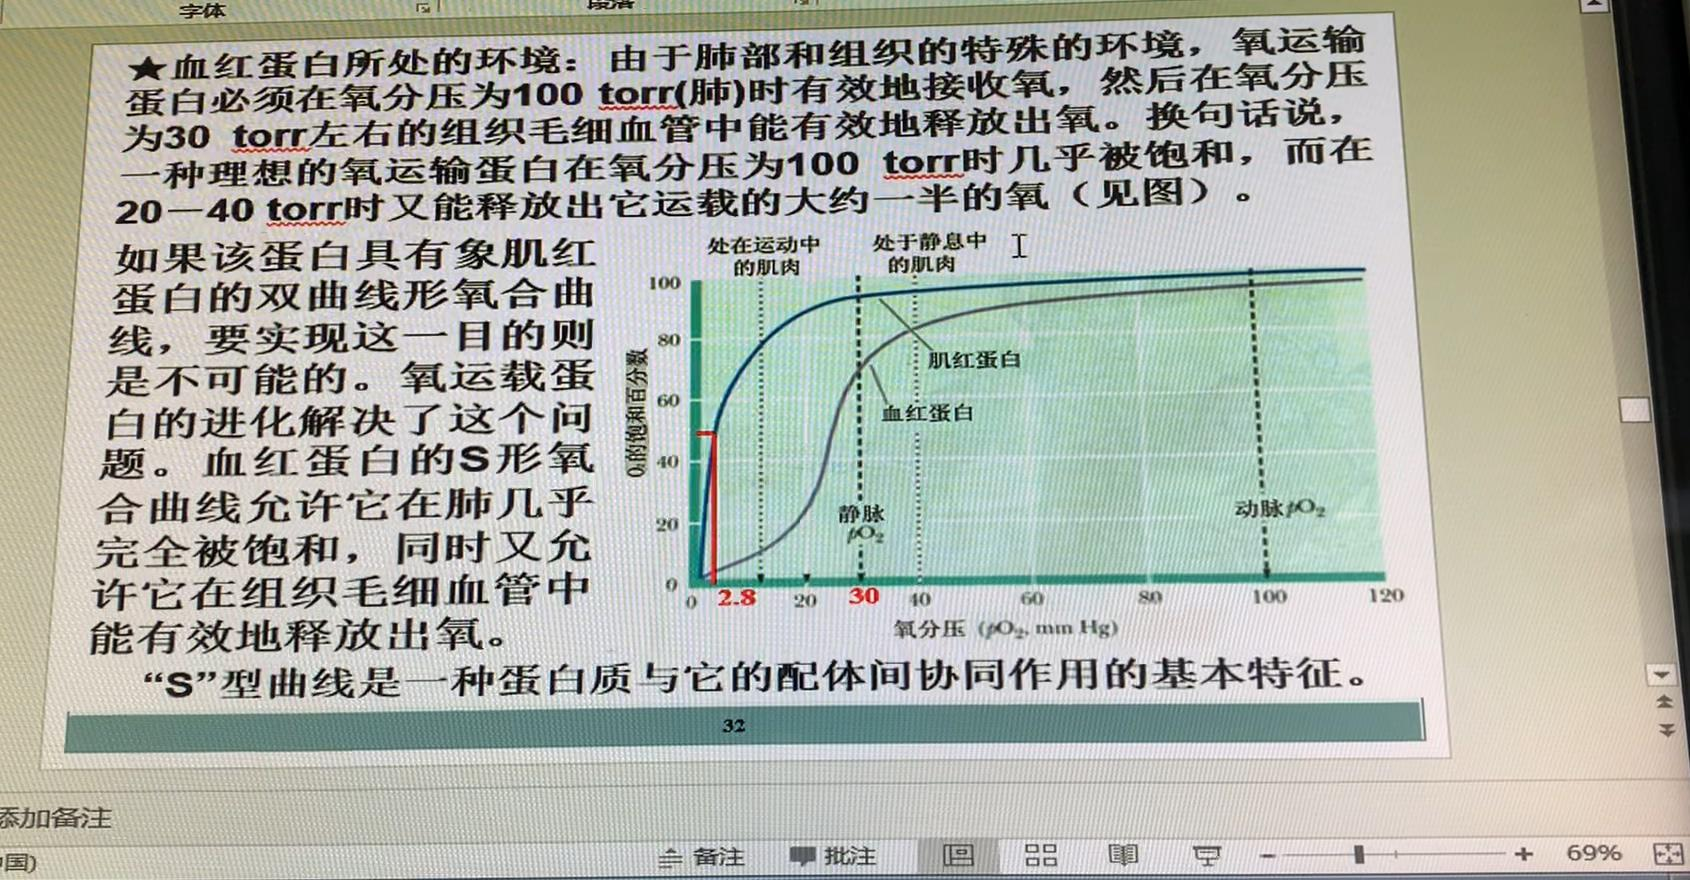 字体
段落
★血红蛋白所处的环境：由于肺部和组织的特殊的环境，氧运输
蛋白必须在氧分压为100 torr(肺)时有效地接收氧，然后在氧分压
为30 torr左右的组织毛细血管中能有效地释放出氧。换句话说，
一种理想的氧运输蛋白在氧分压为100 torr时几乎被饱和，而在
20－40 torr时又能释放出它运载的大约一半的氧（见图）。
如果该蛋白具有象肌红
蛋白的双曲线形氧合曲
线，要实现这一目的则
是不可能的。氧运载蛋
白的进化解决了这个问
题。血红蛋白的S形氧
合曲线允许它在肺几乎
完全被饱和，同时又允
许它在组织毛细血管中
能有效地释放出氧。
处在运动中
的肌肉
处于静息中
的肌肉
100
80
60
40
20
0
O₂的饱和百分数
肌红蛋白
血红蛋白
静脉
pO₂
动脉pO₂
0 2.8 20 30 40 60 80 100 120
氧分压 (pO₂, mm Hg)
“S”型曲线是一种蛋白质与它的配体间协同作用的基本特征。
32
添加备注
国)
备注 批注 69%